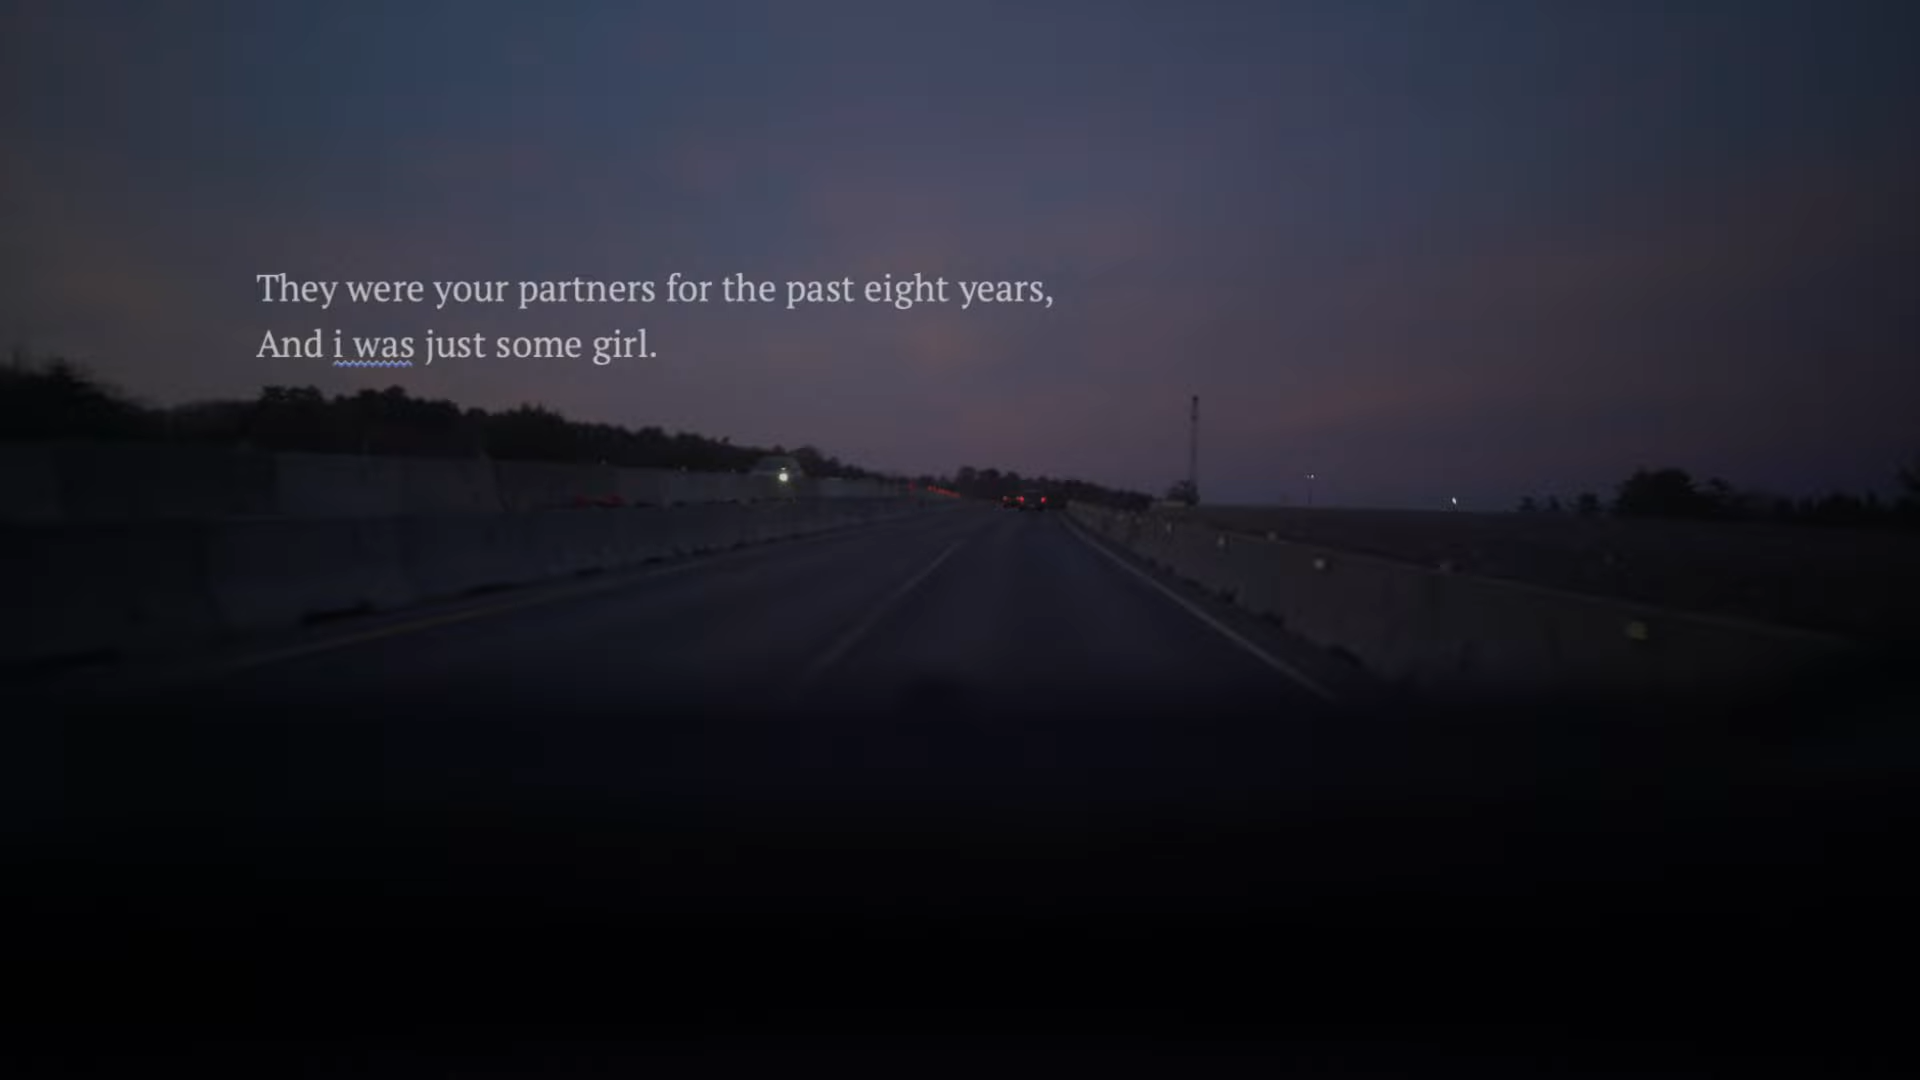 They were your partners for the past eight years,
And i was just some girl.